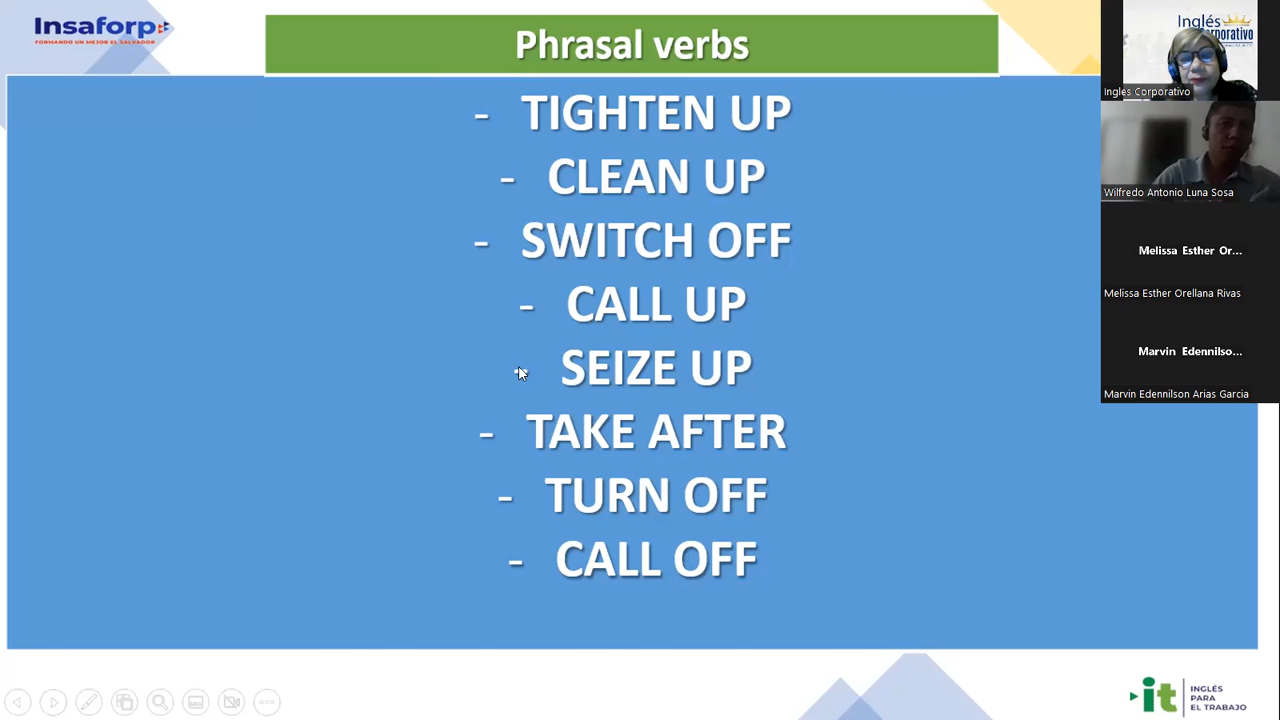 Insaforp
FORMANDO UN MEJOR EL SALVADOR
Phrasal verbs
- TIGHTEN UP
- CLEAN UP
- SWITCH OFF
- CALL UP
- SEIZE UP
- TAKE AFTER
- TURN OFF
- CALL OFF
Inglés
Corporativo
Ingles Corporativo
Wilfredo Antonio Luna Sosa
Melissa Esther Or...
Melissa Esther Orellana Rivas
Marvin Edennilso...
Marvin Edennilson Arias Garcia
it
INGLÉS
PARA
EL TRABAJO